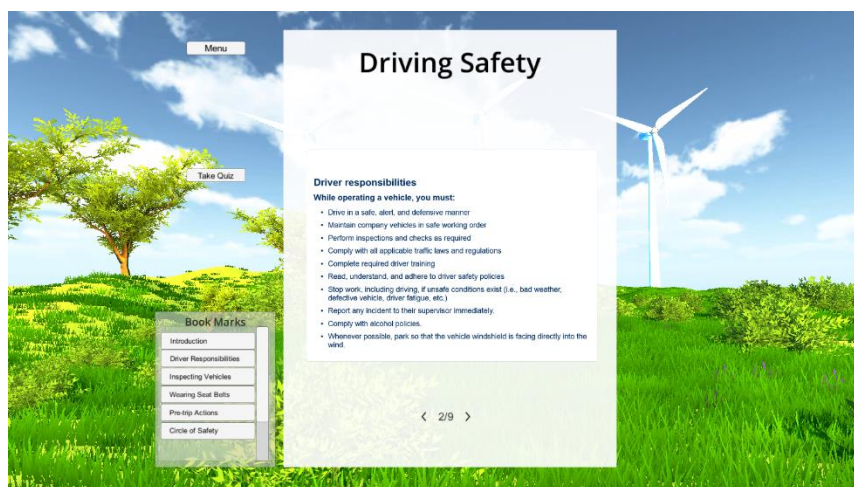 Menu
Driving Safety
Take Quiz
Driver responsibilities
While operating a vehicle, you must:
• Drive in a safe, alert, and defensive manner
• Maintain company vehicles in safe working order
• Perform inspections and checks as required
• Comply with all applicable traffic laws and regulations
• Complete required driver training
• Read, understand, and adhere to driver safety policies
• Stop work, including driving, if unsafe conditions exist (i.e., bad weather,
defective vehicle, driver fatigue, etc.)
• Report any incident to their supervisor immediately.
• Comply with alcohol policies.
• Whenever possible, park so that the vehicle windshield is facing directly into the
wind.
Book Marks
Introduction
Driver Responsibilities
Inspecting Vehicles
Wearing Seat Belts
Pre-trip Actions
Circle of Safety
< 2/9 >